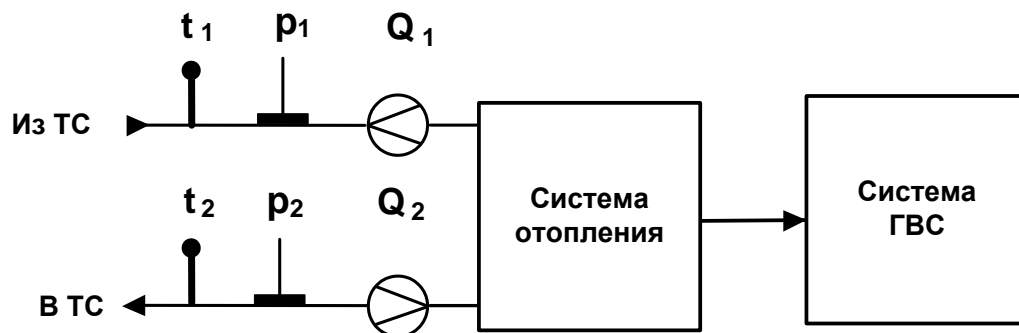 t 1 p1 Q 1
Из ТС
t 2 p2 Q 2
В ТС
Система
отопления
Система
ГВС